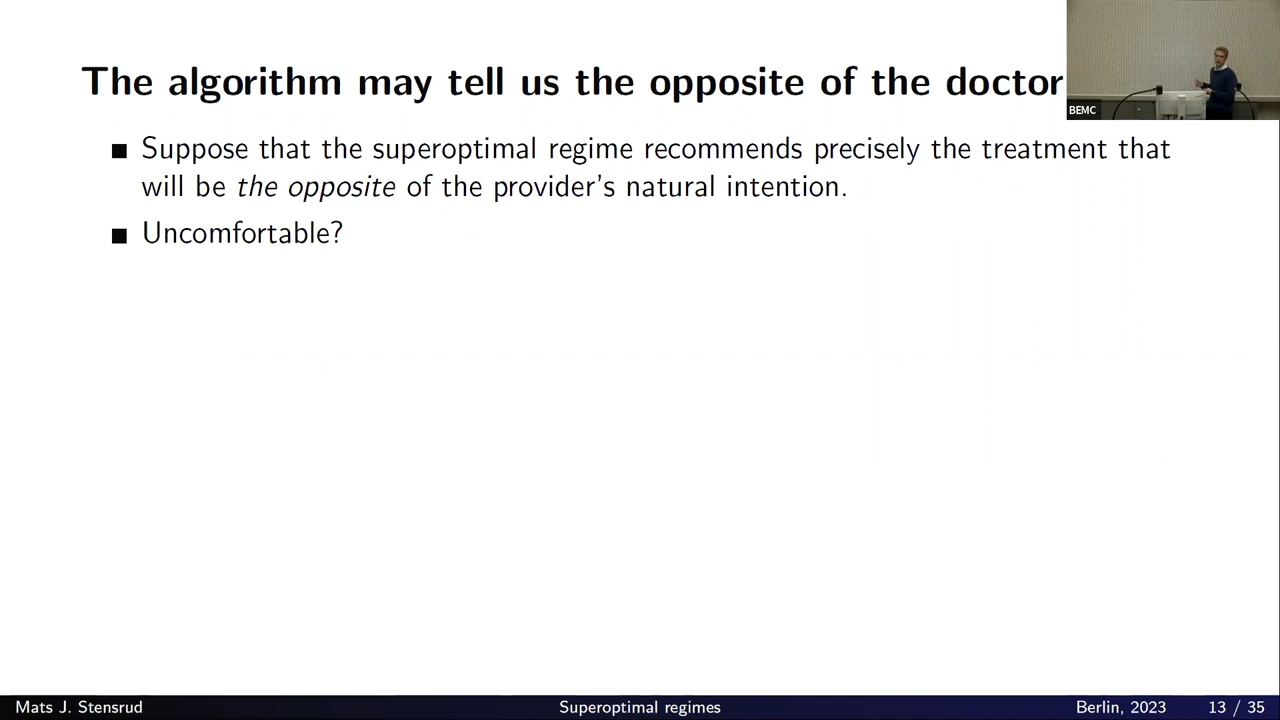 The algorithm may tell us the opposite of the doctor
BEMC
■ Suppose that the superoptimal regime recommends precisely the treatment that
will be the opposite of the provider's natural intention.
■ Uncomfortable?
Mats J. Stensrud
Superoptimal regimes
Berlin, 2023
13 / 35